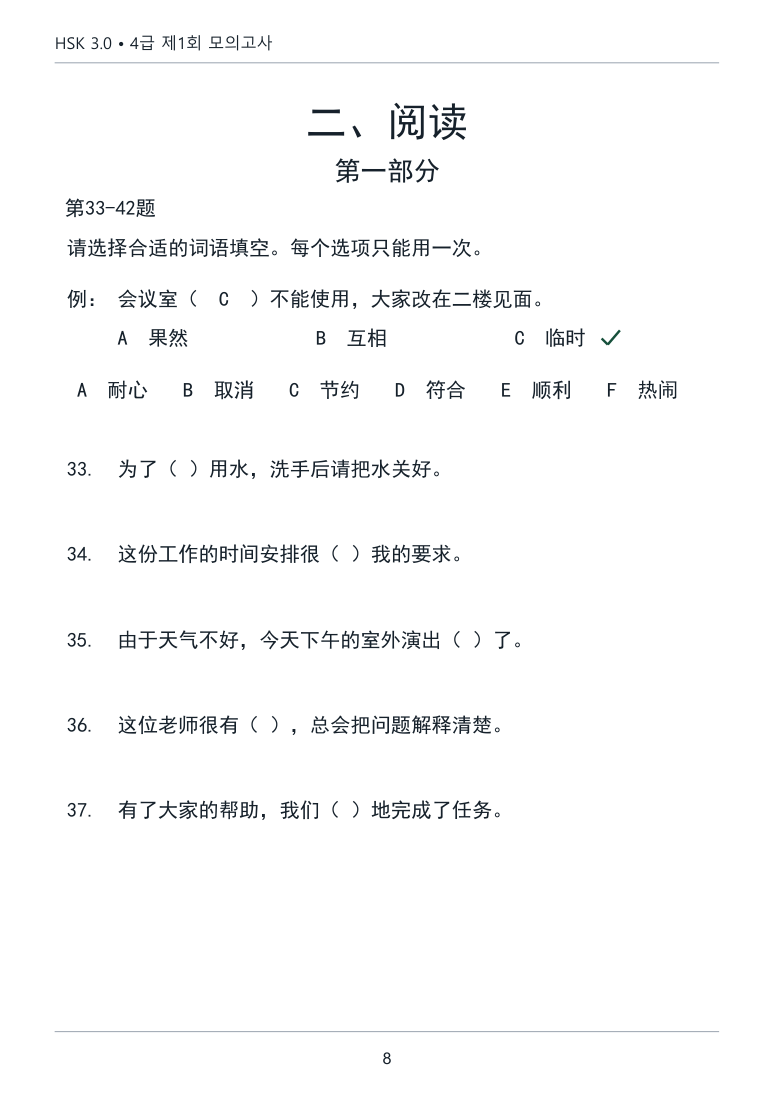 HSK 3.0 • 4급 제1회 모의고사
二、阅读
第一部分
第33-42题
请选择合适的词语填空。每个选项只能用一次。
例： 会议室（ C ）不能使用，大家改在二楼见面。
A 果然 B 互相 C 临时 ✓
A 耐心 B 取消 C 节约 D 符合 E 顺利 F 热闹
33. 为了（ ）用水，洗手后请把水关好。
34. 这份工作的时间安排很（ ）我的要求。
35. 由于天气不好，今天下午的室外演出（ ）了。
36. 这位老师很有（ ），总会把问题解释清楚。
37. 有了大家的帮助，我们（ ）地完成了任务。
8